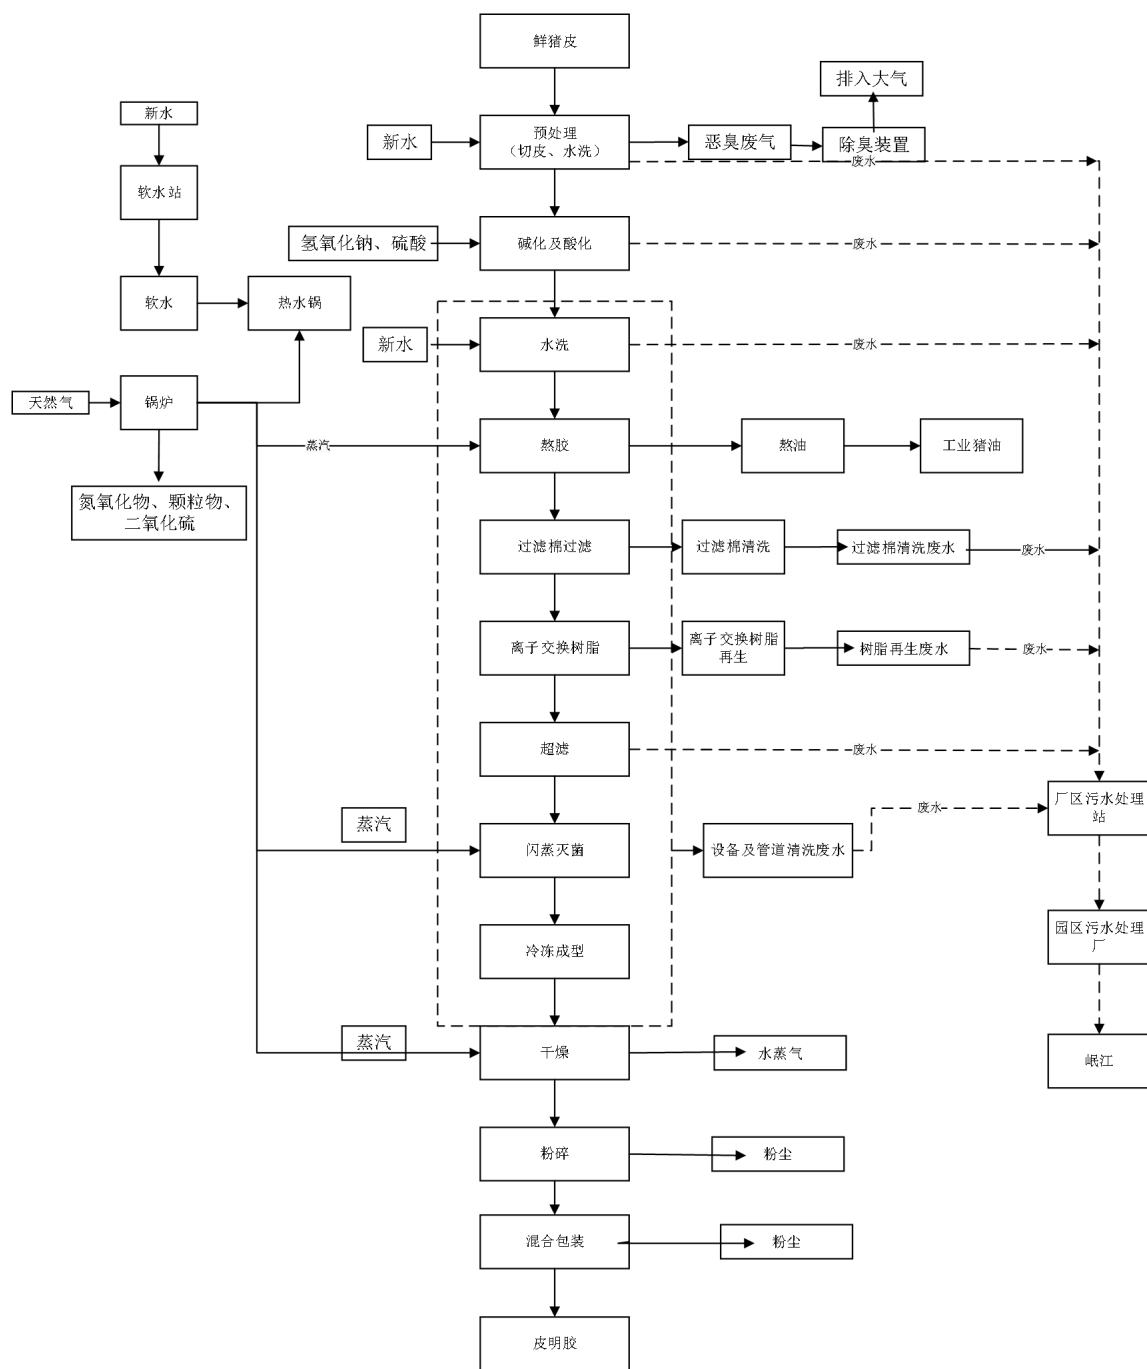 鲜猪皮
排入大气
新水
新水
预处理
（切皮、水洗）
恶臭废气
除臭装置
废水
软水站
氢氧化钠、硫酸
碱化及酸化
废水
软水
热水锅
新水
水洗
废水
天然气
锅炉
蒸汽
熬胶
熬油
工业猪油
氮氧化物、颗粒物、
二氧化硫
过滤棉过滤
过滤棉清洗
过滤棉清洗废水
废水
离子交换树脂
离子交换树脂
再生
树脂再生废水
废水
超滤
废水
厂区污水处理
站
蒸汽
废水
闪蒸灭菌
设备及管道清洗废水
园区污水处理
厂
冷冻成型
蒸汽
干燥
水蒸气
岷江
粉碎
粉尘
混合包装
粉尘
皮明胶